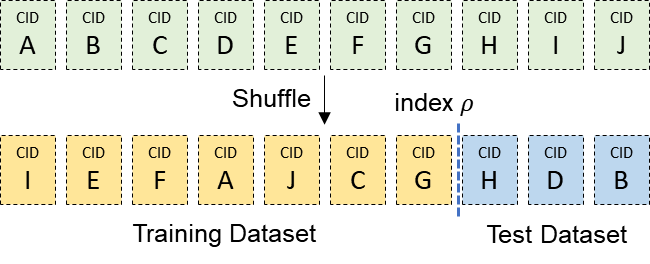 CID CID CID CID CID CID CID CID CID CID
A B C D E F G H I J
Shuffle
index ρ
CID CID CID CID CID CID CID CID CID CID
I E F A J C G H D B
Training Dataset
Test Dataset